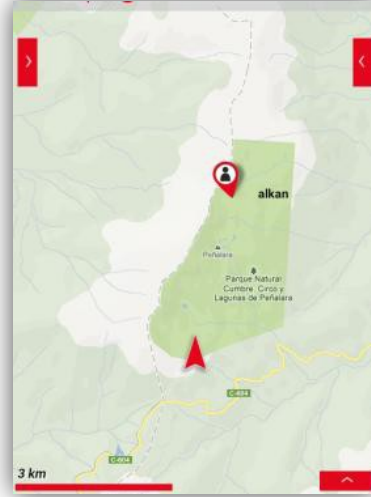 alkan
Peñalara
Parque Natural
Cumbre, Circo y
Lagunas de Peñalara
C-604
C-604
3 km